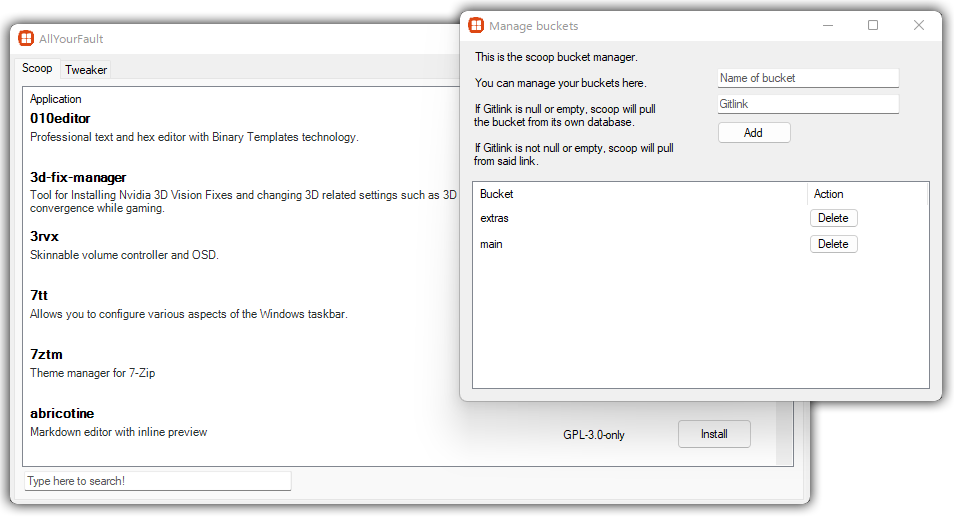 AllYourFault
Scoop
Tweaker
Application
010editor
Professional text and hex editor with Binary Templates technology.
3d-fix-manager
Tool for Installing Nvidia 3D Vision Fixes and changing 3D related settings such as 3D
convergence while gaming.
3rvx
Skinnable volume controller and OSD.
7tt
Allows you to configure various aspects of the Windows taskbar.
7ztm
Theme manager for 7-Zip
abricotine
Markdown editor with inline preview
GPL-3.0-only
Install
Type here to search!
Manage buckets
This is the scoop bucket manager.
You can manage your buckets here.
If Gitlink is null or empty, scoop will pull
the bucket from its own database.
If Gitlink is not null or empty, scoop will pull
from said link.
Name of bucket
Gitlink
Add
Bucket
Action
extras
Delete
main
Delete